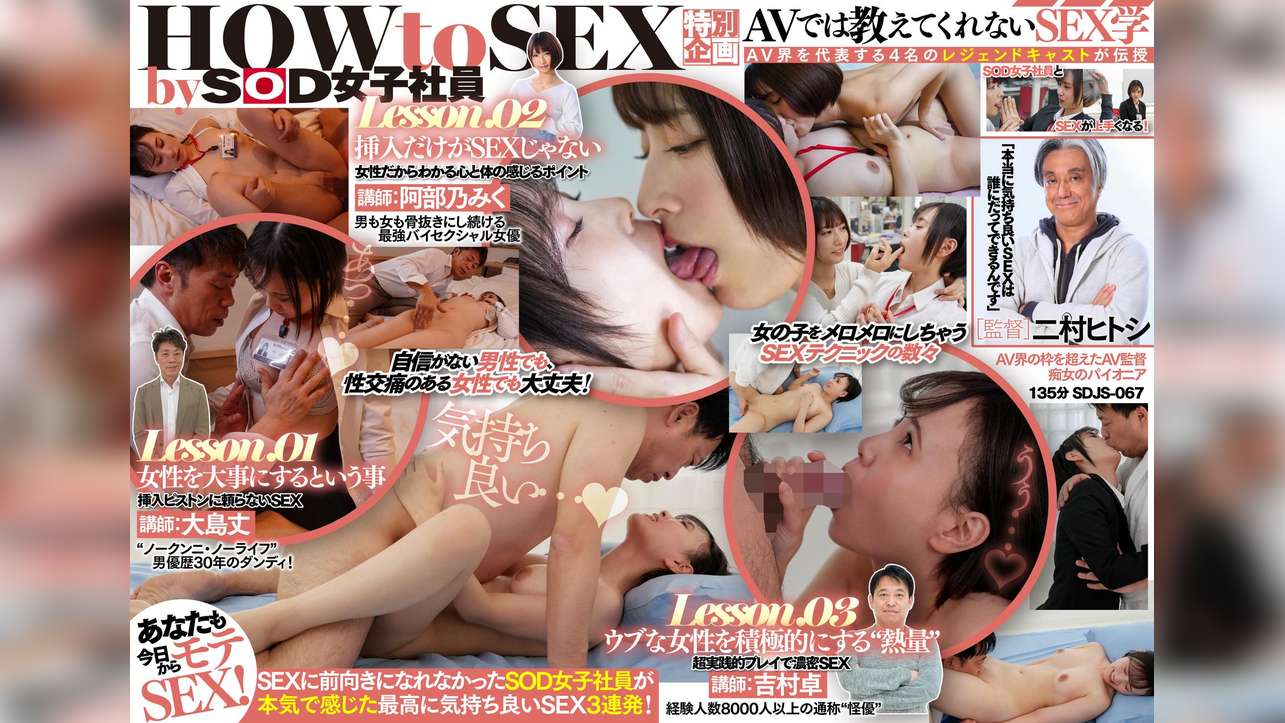 HOW to SEX
by SOD女子社員
特別企画
AVでは教えてくれないSEX学
AV界を代表する4名のレジェンドキャストが伝授
SOD女子社員と
SEXが上手くなる!
Lesson.02
挿入だけがSEXじゃない
女性だからわかる心と体の感じるポイント
講師:阿部乃みく
男も女も骨抜きにし続ける
最強バイセクシャル女優
「本当に気持ち良いSEXは
誰にだってできるんです」
[監督]二村ヒトシ
AV界の枠を超えたAV監督
痴女のパイオニア
135分 SDJS-067
あっ…
女の子をメロメロにしちゃう
SEXテクニックの数々
自信がない男性でも、
性交痛のある女性でも大丈夫!
気持ち
良い…
Lesson.01
女性を大事にするという事
挿入ピストンに頼らないSEX
講師:大島丈
“ノークンニ・ノーライフ”
男優歴30年のダンディ!
うぅ…
Lesson.03
ウブな女性を積極的にする“熱量”
超実践的プレイで濃密SEX
講師:吉村卓
経験人数8000人以上の通称“怪優”
あなたも
今日から
モテ
SEX!
SEXに前向きになれなかったSOD女子社員が
本気で感じた最高に気持ち良いSEX3連発!